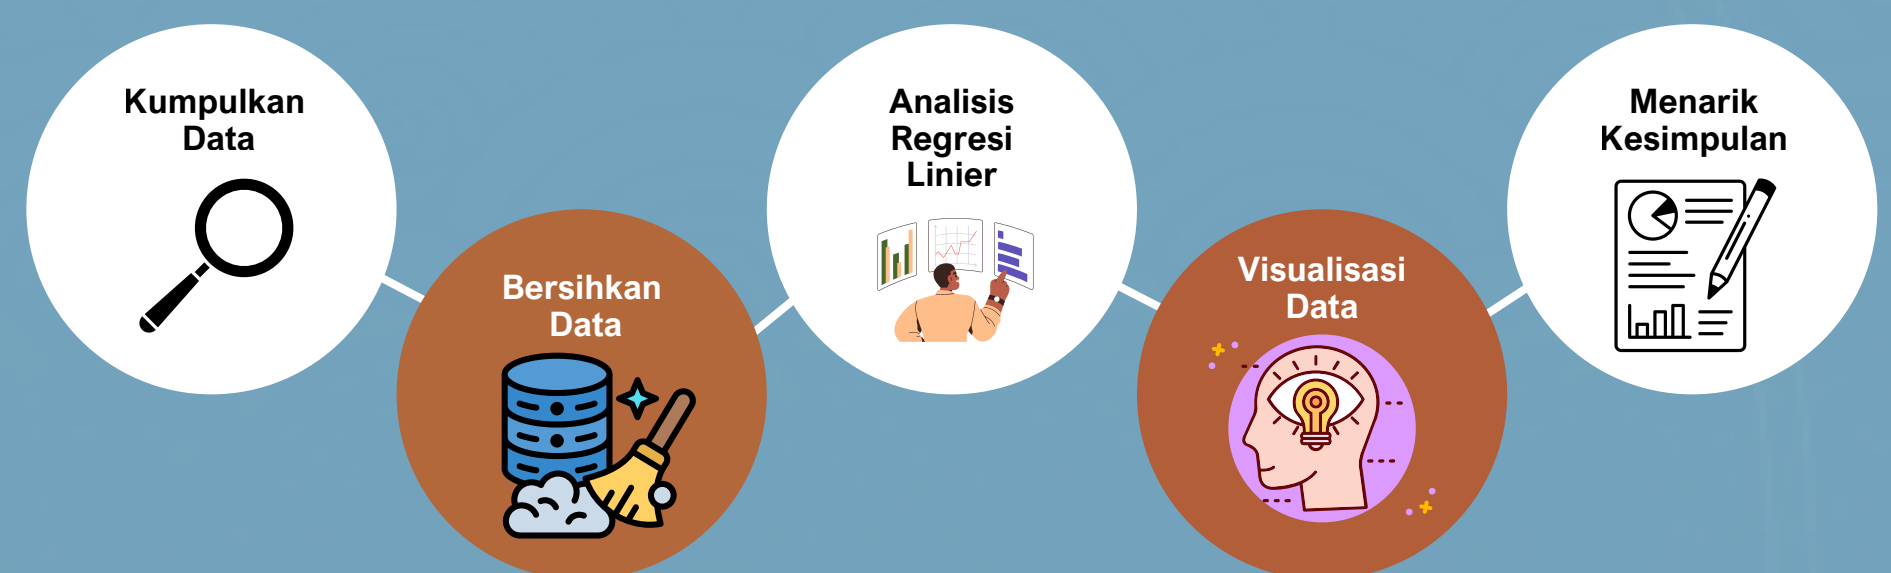 Kumpulkan
Data
Bersihkan
Data
Analisis
Regresi
Linier
Visualisasi
Data
Menarik
Kesimpulan